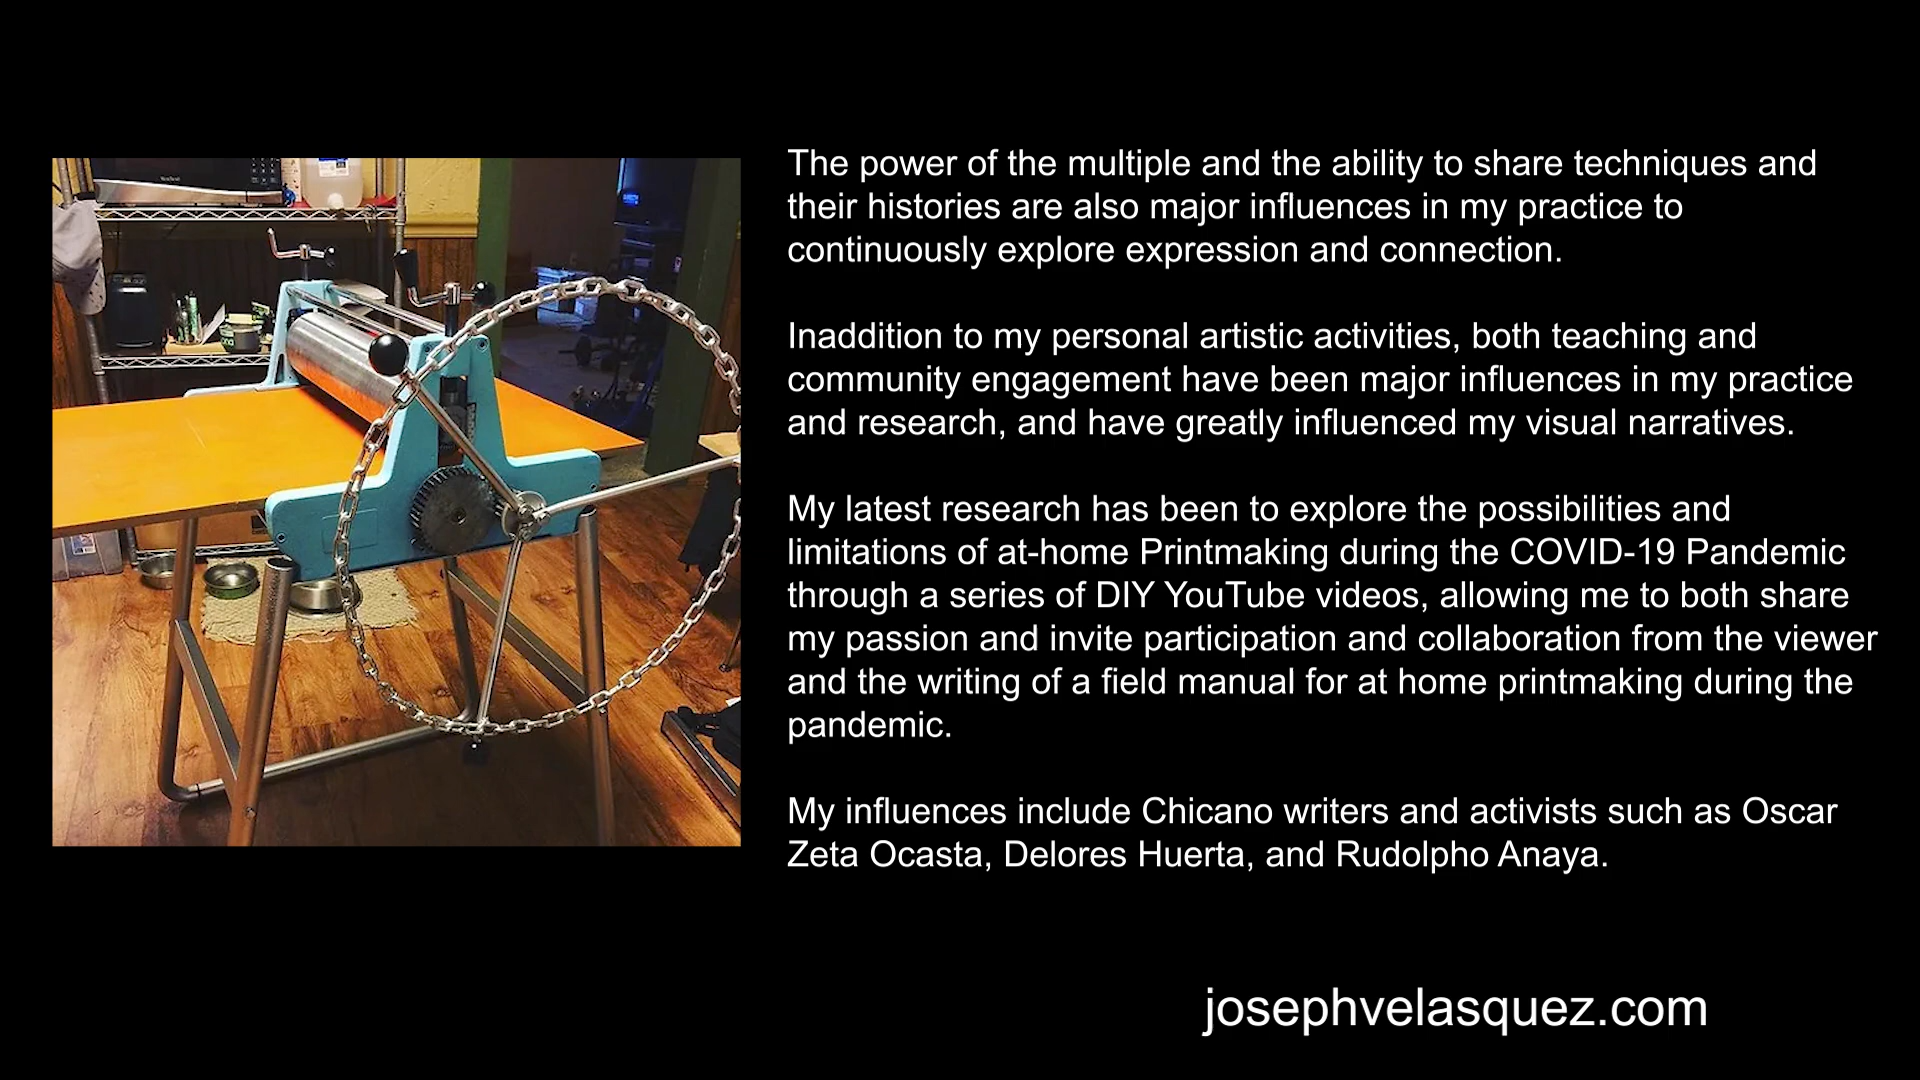 The power of the multiple and the ability to share techniques and
their histories are also major influences in my practice to
continuously explore expression and connection.
Inaddition to my personal artistic activities, both teaching and
community engagement have been major influences in my practice
and research, and have greatly influenced my visual narratives.
My latest research has been to explore the possibilities and
limitations of at-home Printmaking during the COVID-19 Pandemic
through a series of DIY YouTube videos, allowing me to both share
my passion and invite participation and collaboration from the viewer
and the writing of a field manual for at home printmaking during the
pandemic.
My influences include Chicano writers and activists such as Oscar
Zeta Ocasta, Delores Huerta, and Rudolpho Anaya.
josephvelasquez.com